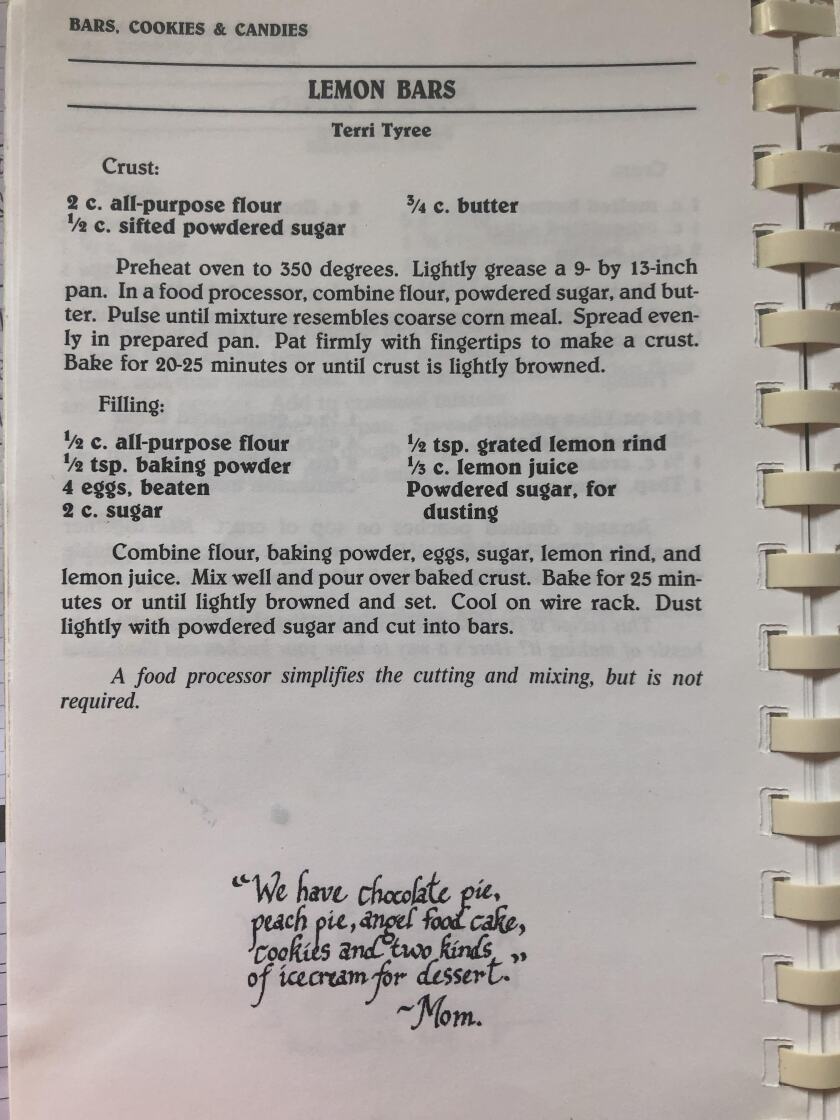 BARS, COOKIES & CANDIES
LEMON BARS
Terri Tyree
Crust:
2 c. all-purpose flour
½ c. sifted powdered sugar
¾ c. butter
Preheat oven to 350 degrees. Lightly grease a 9- by 13-inch
pan. In a food processor, combine flour, powdered sugar, and but-
ter. Pulse until mixture resembles coarse corn meal. Spread even-
ly in prepared pan. Pat firmly with fingertips to make a crust.
Bake for 20-25 minutes or until crust is lightly browned.
Filling:
½ c. all-purpose flour
½ tsp. baking powder
4 eggs, beaten
2 c. sugar
½ tsp. grated lemon rind
⅓ c. lemon juice
Powdered sugar, for
dusting
Combine flour, baking powder, eggs, sugar, lemon rind, and
lemon juice. Mix well and pour over baked crust. Bake for 25 min-
utes or until lightly browned and set. Cool on wire rack. Dust
lightly with powdered sugar and cut into bars.
A food processor simplifies the cutting and mixing, but is not
required.
“We have chocolate pie,
peach pie, angel food cake,
cookies and two kinds
of icecream for dessert.”
~Mom.